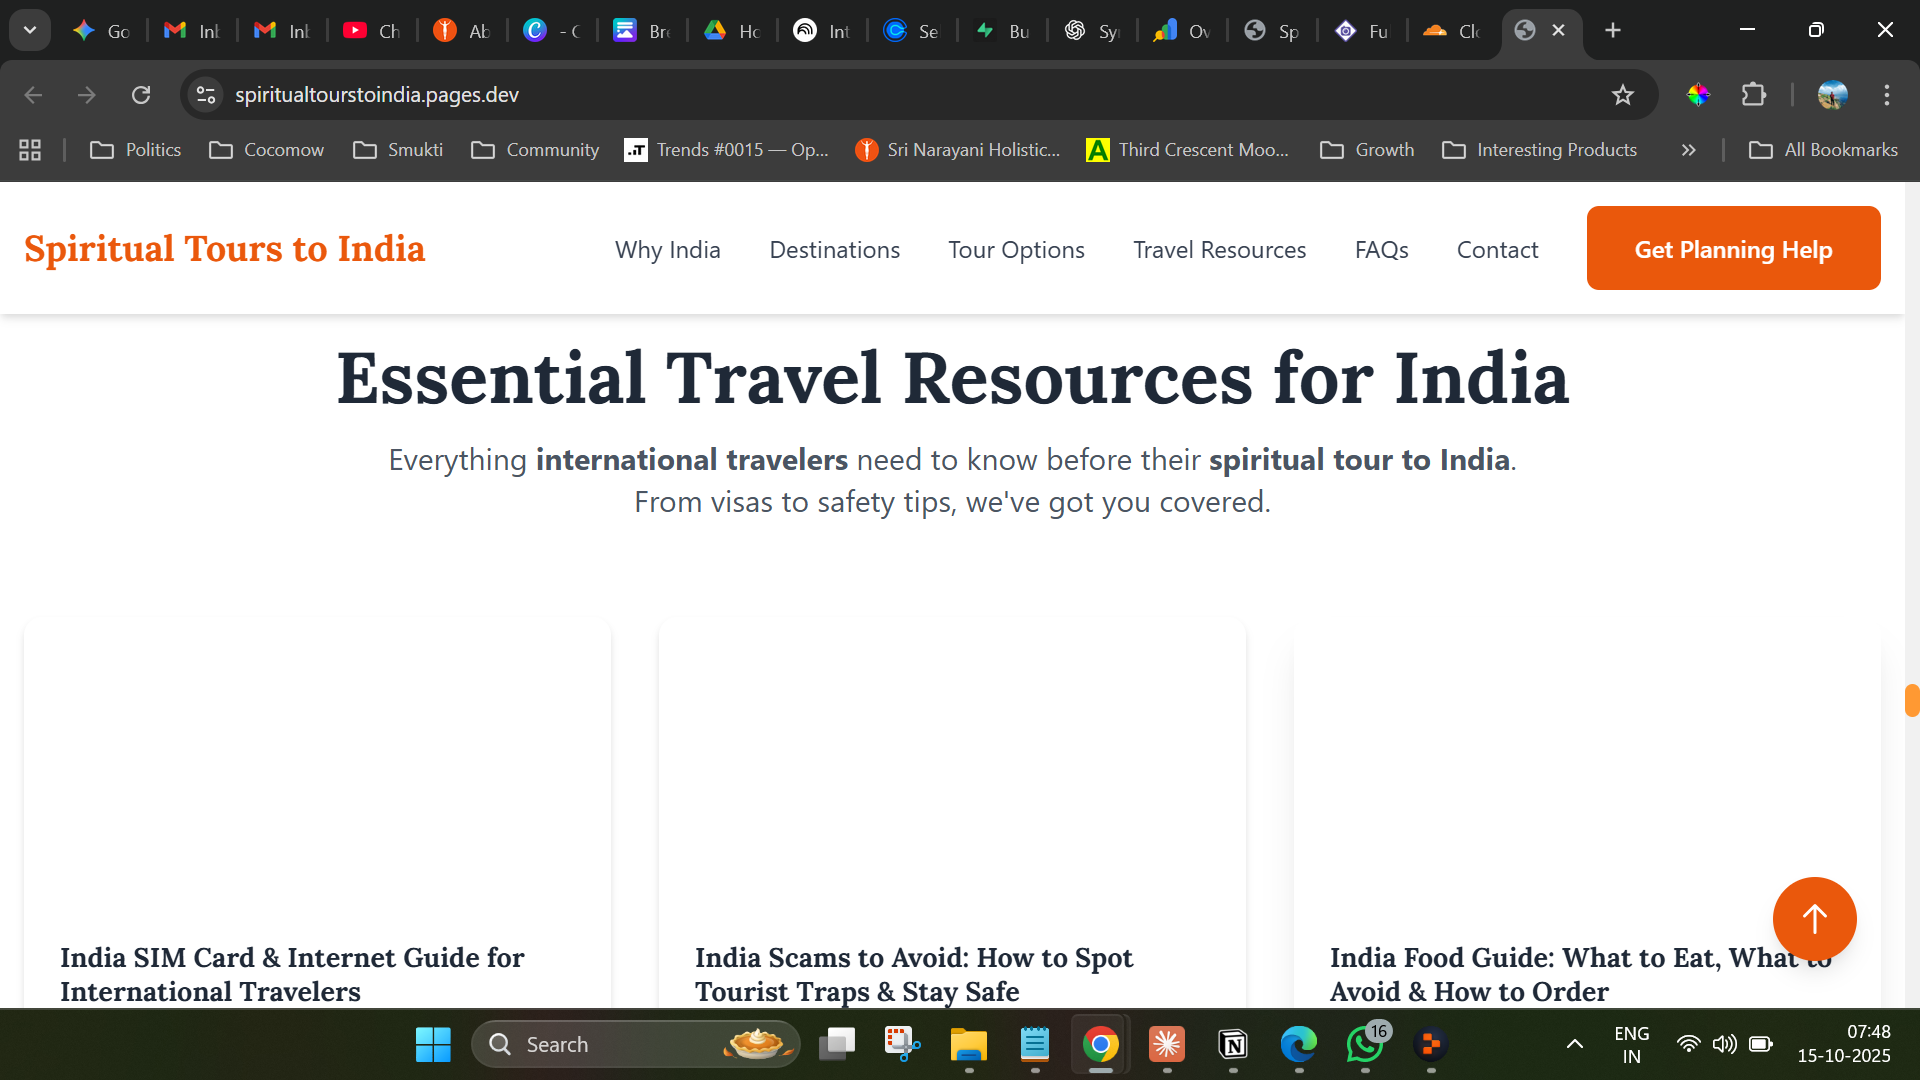 Go
Inb
Inb
Ch
Ab
- C
Bre
Ho
Int
Se
Bu
Sy
Ov
Sp
Fu
Clo
spiritualtourstoindia.pages.dev
Politics
Cocomow
Smukti
Community
Trends #0015 — Op...
Sri Narayani Holistic...
Third Crescent Moo...
Growth
Interesting Products
All Bookmarks
Spiritual Tours to India
Why India
Destinations
Tour Options
Travel Resources
FAQs
Contact
Get Planning Help
Essential Travel Resources for India
Everything international travelers need to know before their spiritual tour to India.
From visas to safety tips, we've got you covered.
India SIM Card & Internet Guide for
International Travelers
India Scams to Avoid: How to Spot
Tourist Traps & Stay Safe
India Food Guide: What to Eat, What to
Avoid & How to Order
Search
16
ENG
IN
07:48
15-10-2025